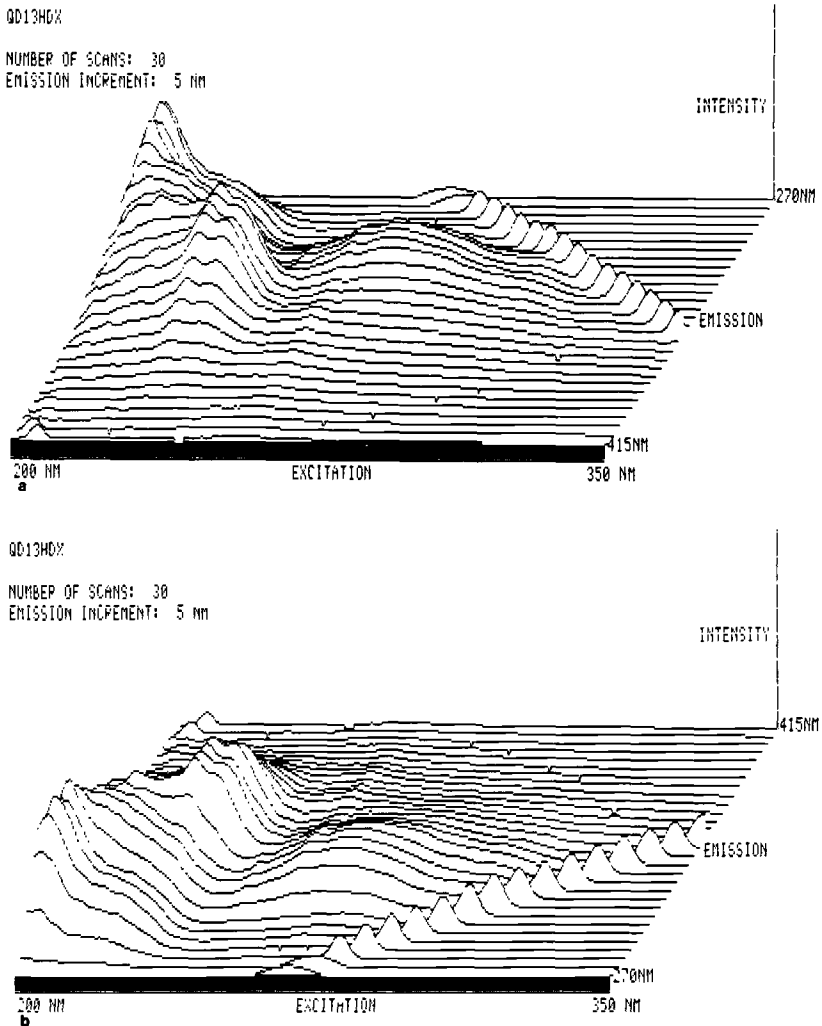 QD13HDX
NUMBER OF SCANS: 30
EMISSION INCREMENT: 5 NM
INTENSITY
270NM
EMISSION
415NM
200 NM EXCITATION 350 NM
a
QD13HDX
NUMBER OF SCANS: 30
EMISSION INCREMENT: 5 NM
INTENSITY
415NM
EMISSION
270NM
200 NM EXCITATION 350 NM
b